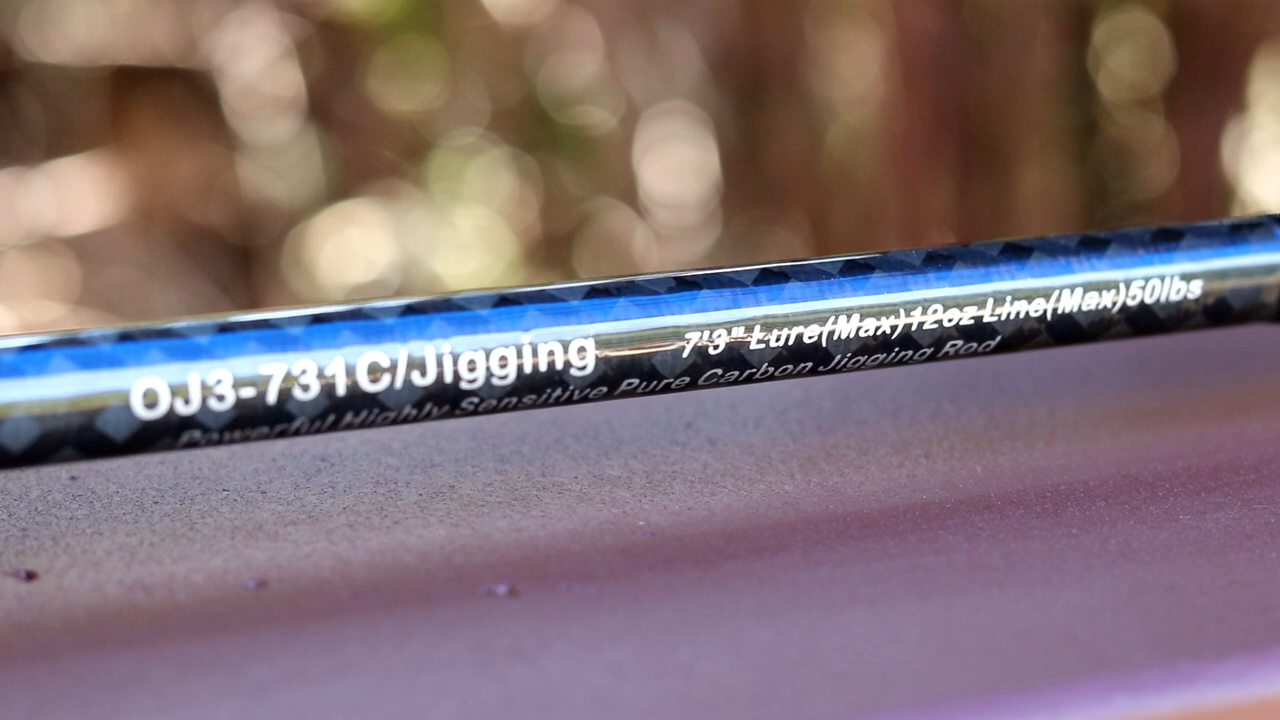 OJ3-731C/Jigging 7'3" Lure(Max)12oz Line(Max)50lbs
Powerful Highly Sensitive Pure Carbon Jigging Rod